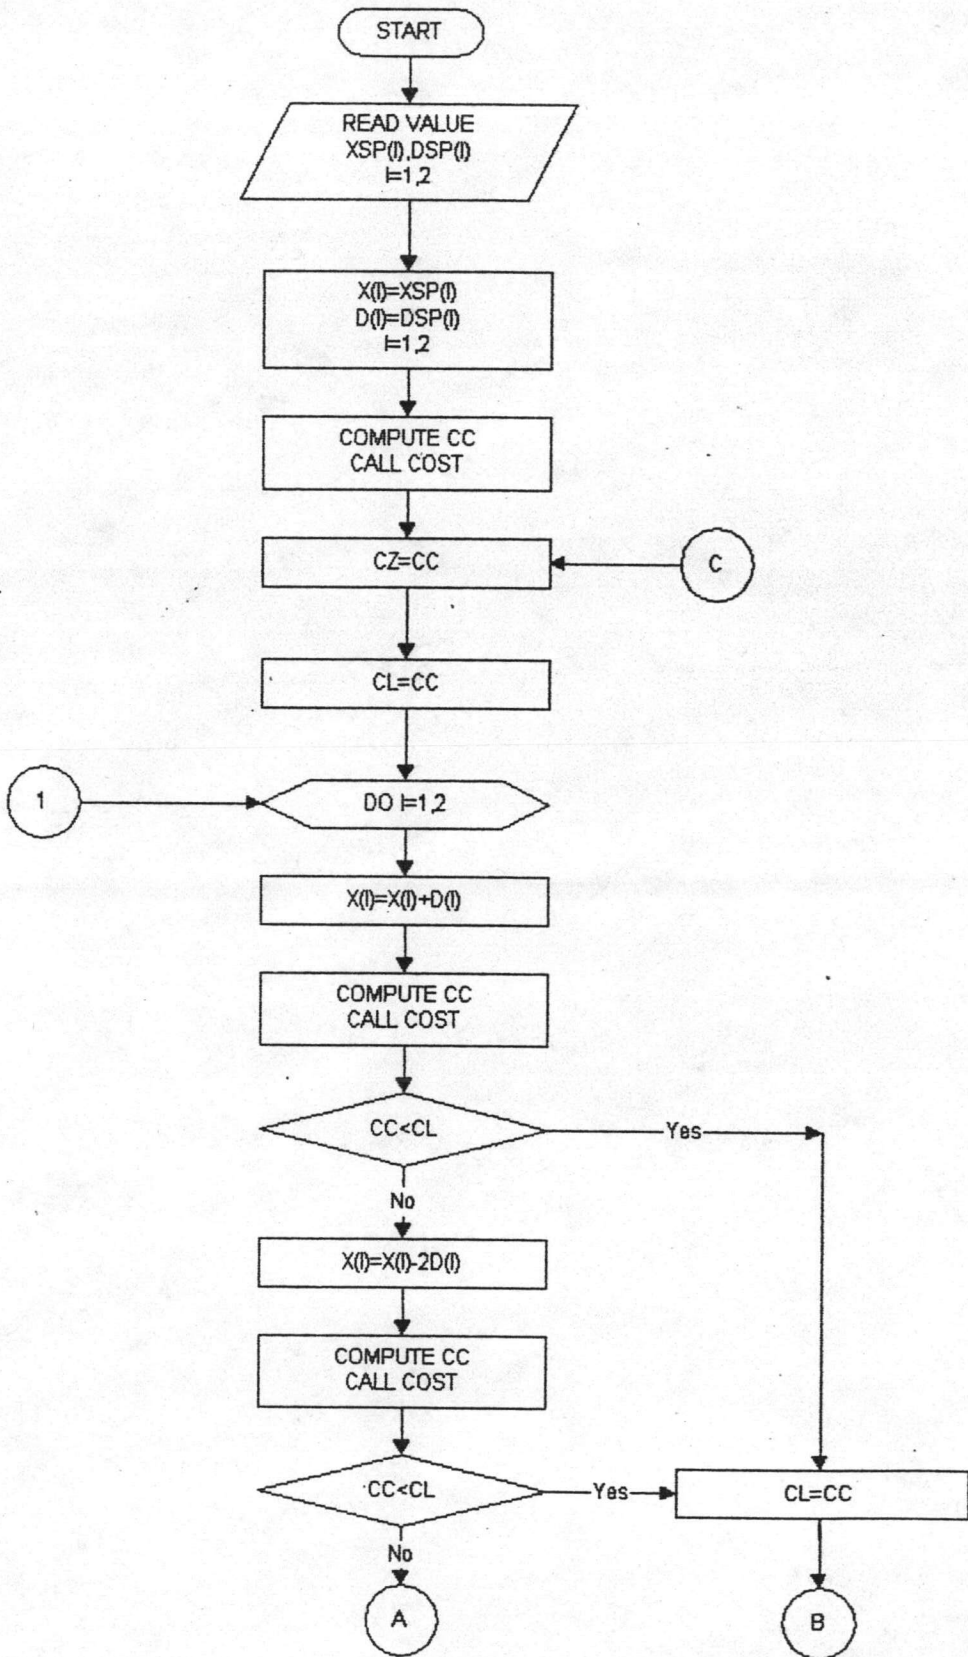 START
READ VALUE
XSP(I),DSP(I)
I=1,2
X(I)=XSP(I)
D(I)=DSP(I)
I=1,2
COMPUTE CC
CALL COST
CZ=CC
C
CL=CC
1
DO I=1,2
X(I)=X(I)+D(I)
COMPUTE CC
CALL COST
CC<CL
Yes
No
X(I)=X(I)-2D(I)
COMPUTE CC
CALL COST
CC<CL
Yes
CL=CC
No
A
B